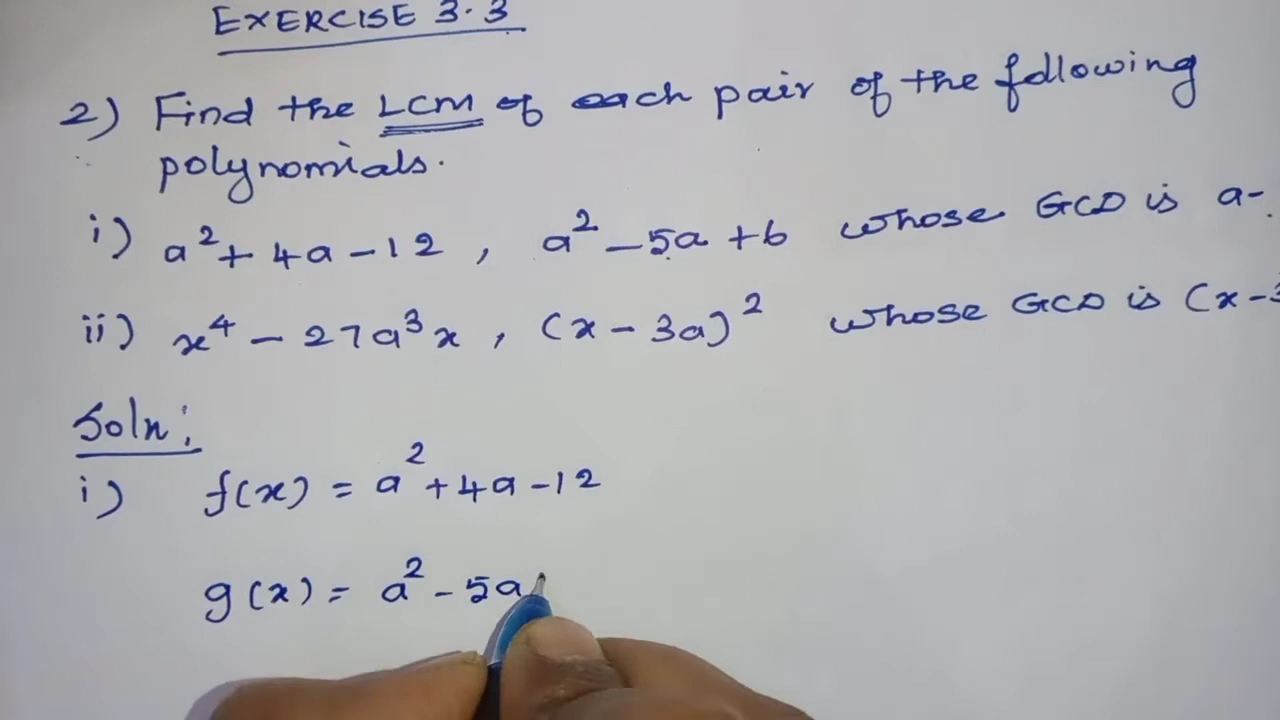 EXERCISE 3.3
2) Find the LCM of each pair of the following
polynomials.
i) a² + 4a - 12 , a² - 5a + 6 whose GCD is a-
ii) x⁴ - 27a³x , (x - 3a)² whose GCD is (x-3
Soln:
i) f(x) = a² + 4a - 12
g(x) = a² - 5a